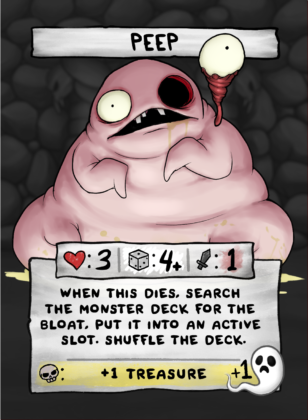 PEEP
:3 :4+ :1
WHEN THIS DIES, SEARCH
THE MONSTER DECK FOR THE
BLOAT. PUT IT INTO AN ACTIVE
SLOT. SHUFFLE THE DECK.
: +1 TREASURE +1